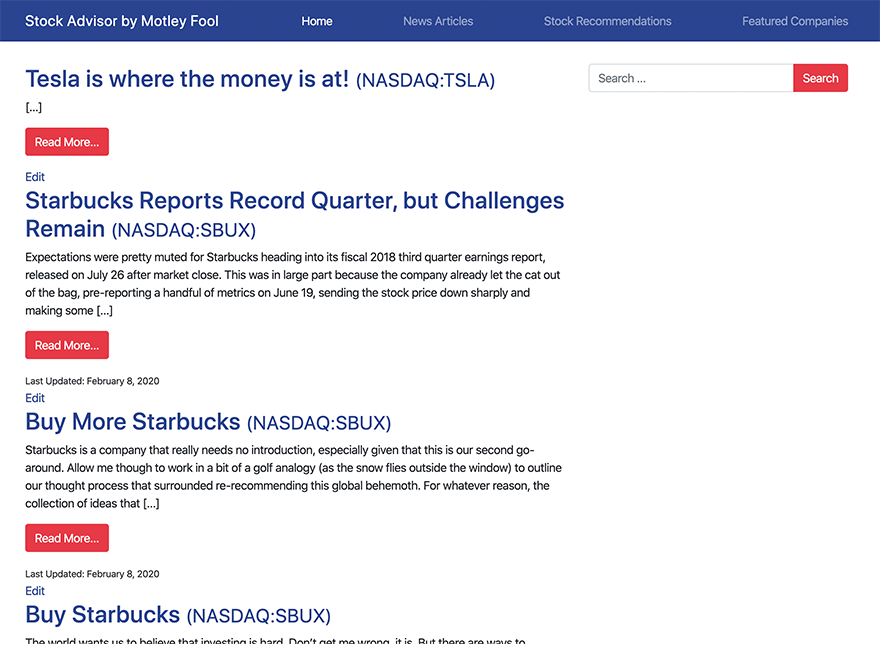 Stock Advisor by Motley Fool Home News Articles Stock Recommendations Featured Companies
Tesla is where the money is at! (NASDAQ:TSLA)
Search ... Search
[...]
Read More...
Edit
Starbucks Reports Record Quarter, but Challenges
Remain (NASDAQ:SBUX)
Expectations were pretty muted for Starbucks heading into its fiscal 2018 third quarter earnings report,
released on July 26 after market close. This was in large part because the company already let the cat out
of the bag, pre-reporting a handful of metrics on June 19, sending the stock price down sharply and
making some [...]
Read More...
Last Updated: February 8, 2020
Edit
Buy More Starbucks (NASDAQ:SBUX)
Starbucks is a company that really needs no introduction, especially given that this is our second go-
around. Allow me though to work in a bit of a golf analogy (as the snow flies outside the window) to outline
our thought process that surrounded re-recommending this global behemoth. For whatever reason, the
collection of ideas that [...]
Read More...
Last Updated: February 8, 2020
Edit
Buy Starbucks (NASDAQ:SBUX)
The world wants us to believe that investing is hard. Don't get me wrong, it is. But there are ways to